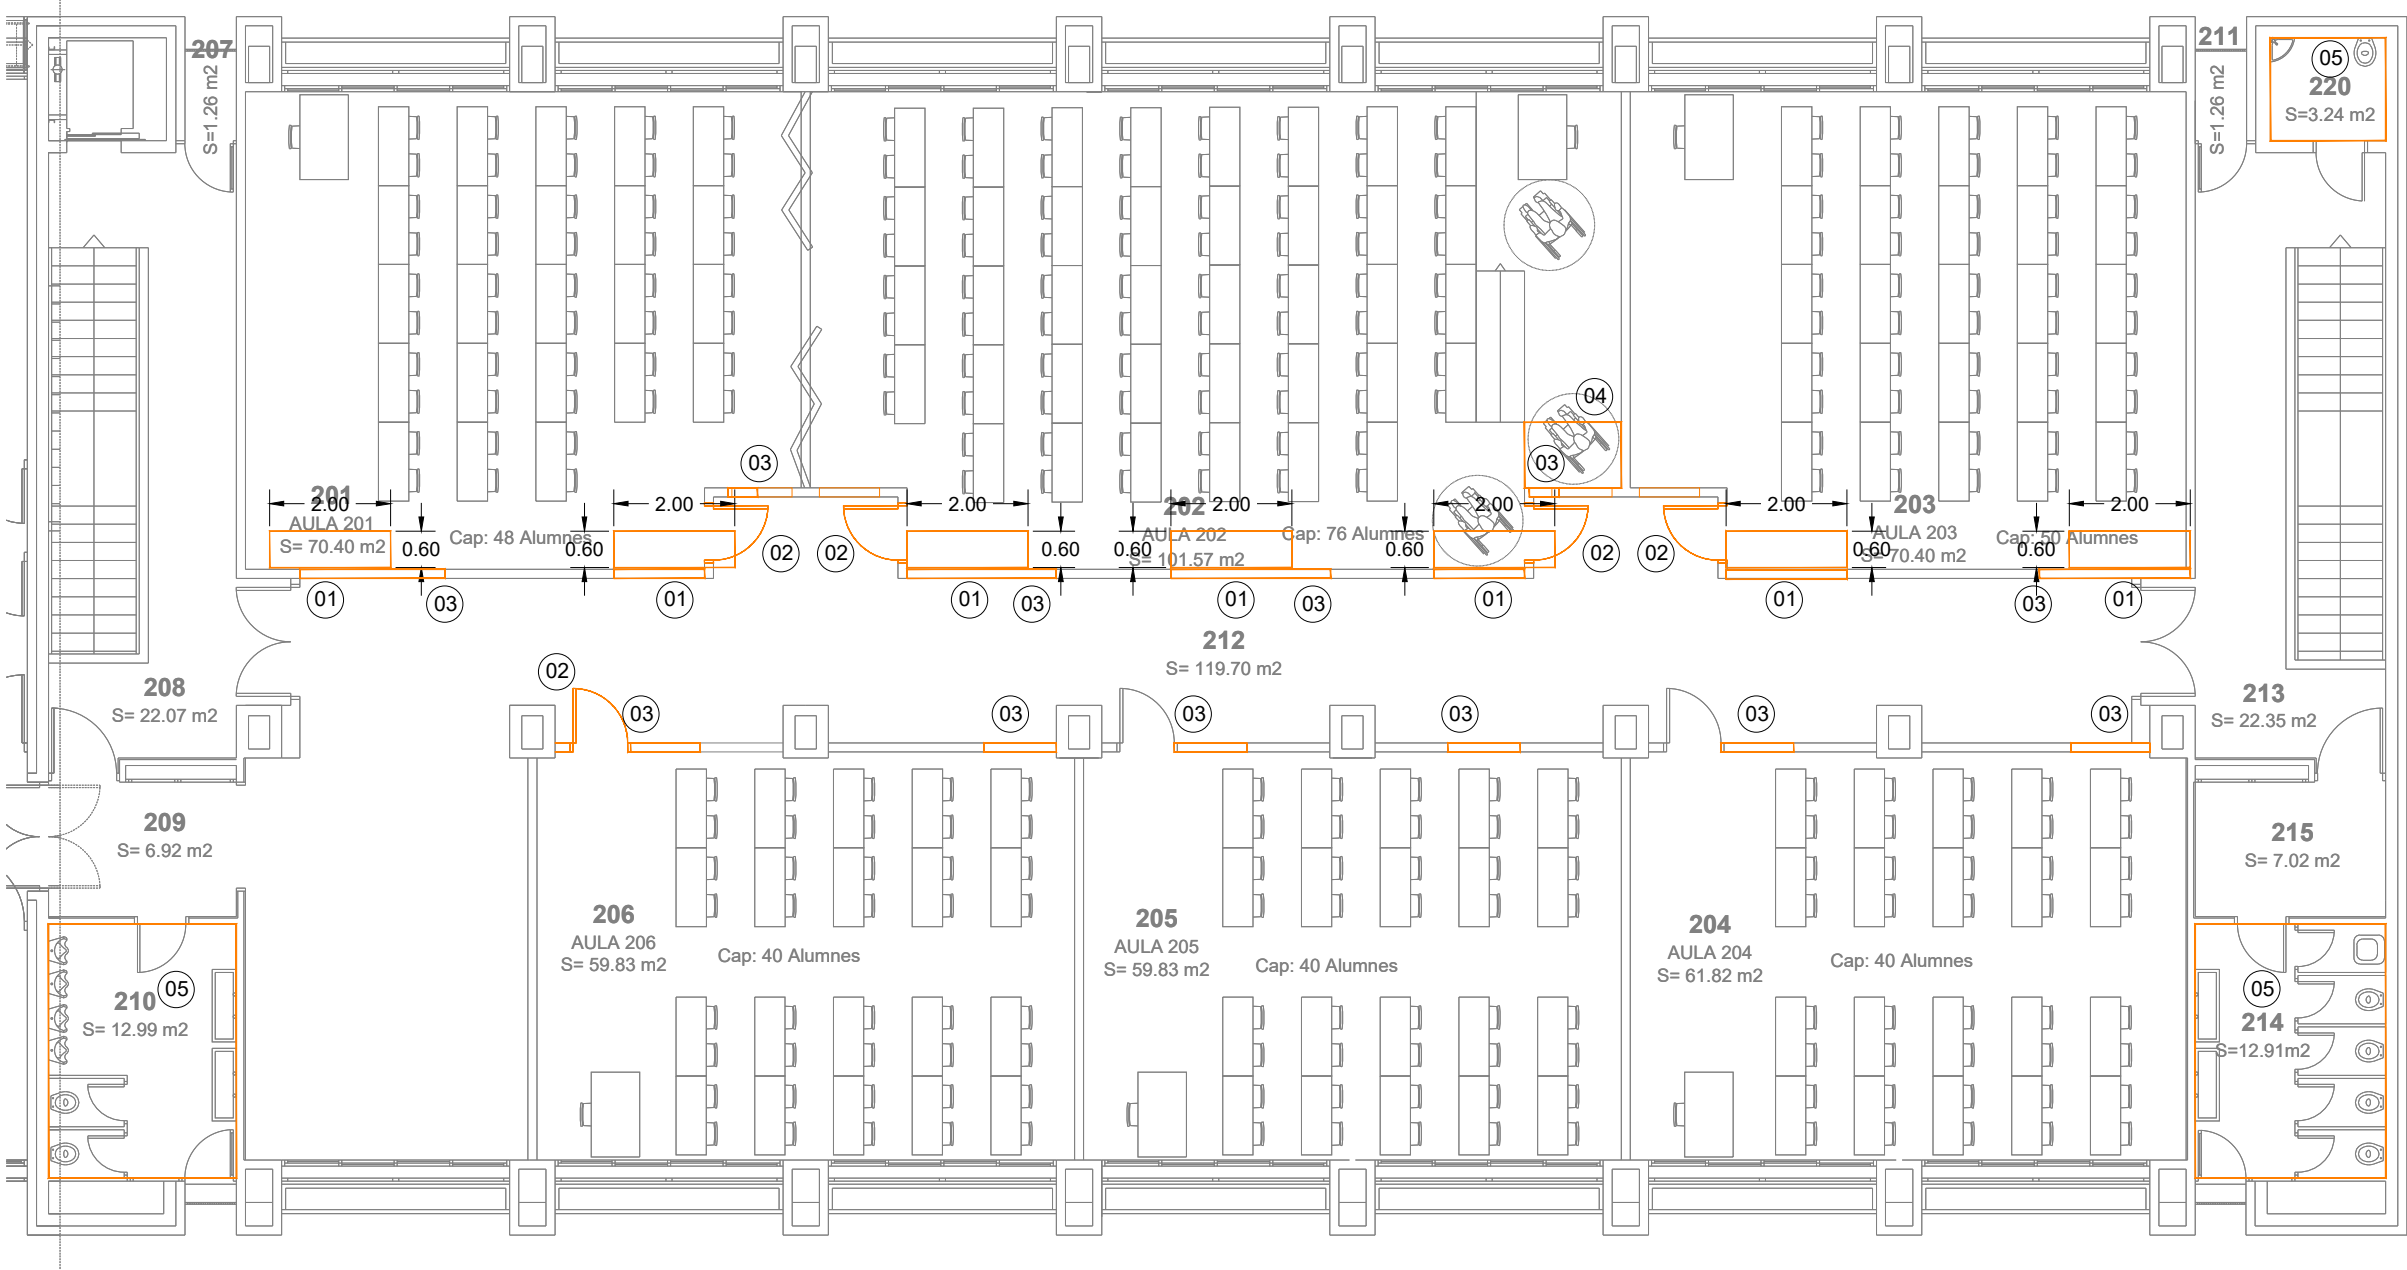 207
S=1.26 m2
211
S=1.26 m2
05
220
S=3.24 m2
04
03
03
201
2.00
AULA 201
S= 70.40 m2
Cap: 48 Alumnes
0.60
0.60
2.00
02
02
2.00
0.60
202
2.00
AULA 202
S= 101.57 m2
0.60
Cap: 76 Alumnes
0.60
2.00
02
02
2.00
203
AULA 203
S= 70.40 m2
0.60
Cap: 50 Alumnes
0.60
2.00
01
03
01
01
03
01
03
01
01
03
01
212
S= 119.70 m2
208
S= 22.07 m2
02
03
03
03
03
03
03
213
S= 22.35 m2
209
S= 6.92 m2
215
S= 7.02 m2
206
AULA 206
S= 59.83 m2
Cap: 40 Alumnes
205
AULA 205
S= 59.83 m2
Cap: 40 Alumnes
204
AULA 204
S= 61.82 m2
Cap: 40 Alumnes
210
05
S= 12.99 m2
05
214
S=12.91m2